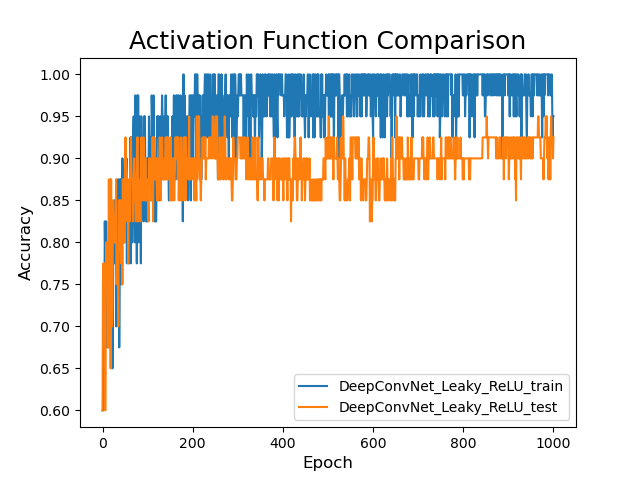 Activation Function Comparison
1.00
0.95
0.90
0.85
0.80
0.75
0.70
0.65
0.60
Accuracy
0 200 400 600 800 1000
Epoch
DeepConvNet_Leaky_ReLU_train
DeepConvNet_Leaky_ReLU_test